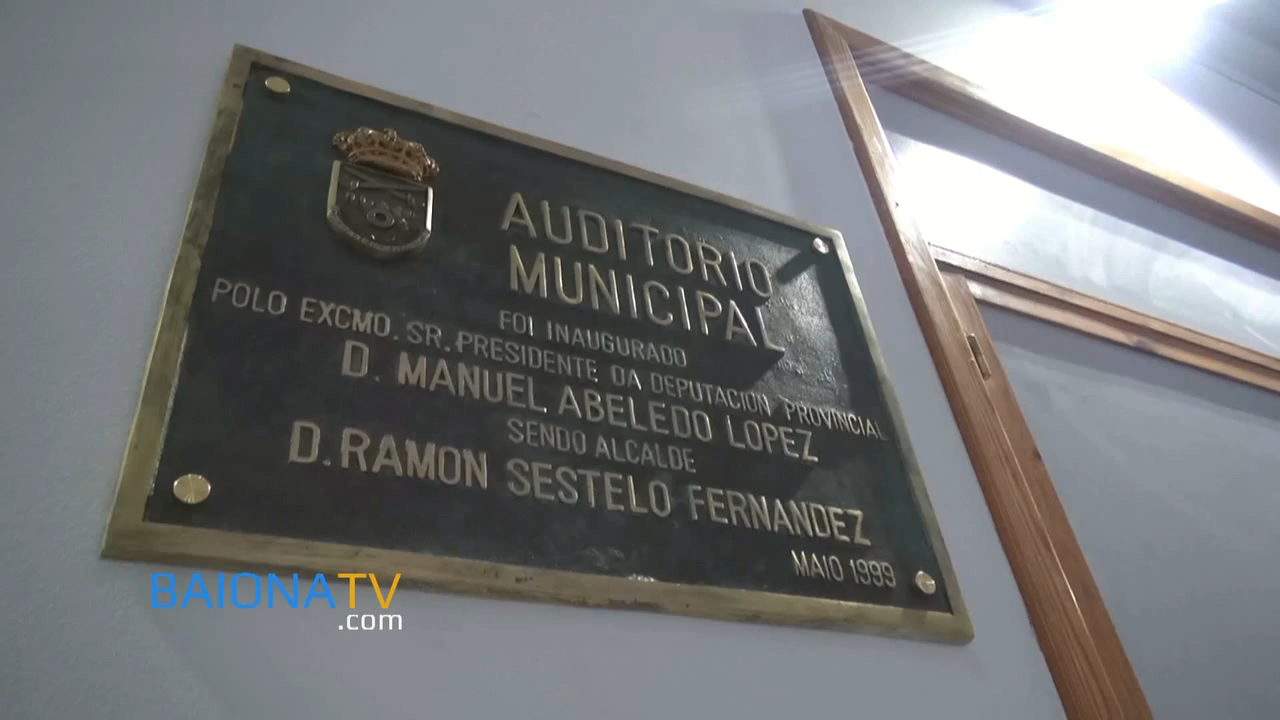 AUDITORIO
MUNICIPAL
FOI INAUGURADO
POLO EXCMO. SR. PRESIDENTE DA DEPUTACION PROVINCIAL
D. MANUEL ABELEDO LOPEZ
SENDO ALCALDE
D. RAMON SESTELO FERNANDEZ
MAIO 1999
BAIONATV
.com